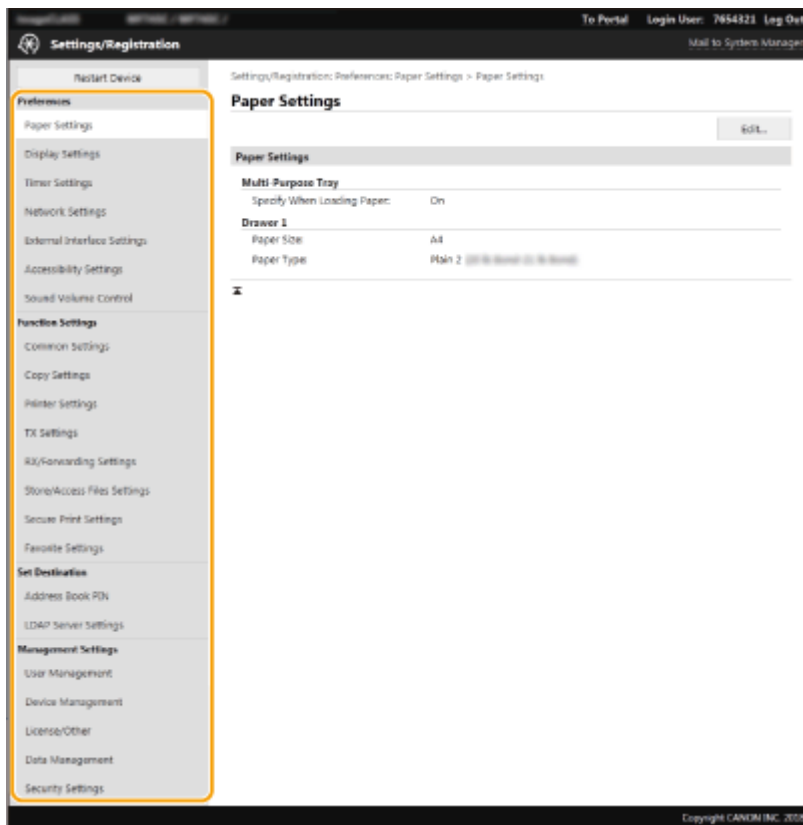 To Portal Login User: 7654321 Log Out
Settings/Registration
Mail to System Manager
Restart Device
Preferences
Paper Settings
Display Settings
Timer Settings
Network Settings
External Interface Settings
Accessibility Settings
Sound Volume Control
Function Settings
Common Settings
Copy Settings
Printer Settings
TX Settings
RX/Forwarding Settings
Store/Access Files Settings
Secure Print Settings
Favorite Settings
Set Destination
Address Book PIN
LDAP Server Settings
Management Settings
User Management
Device Management
License/Other
Data Management
Security Settings
Settings/Registration: Preferences: Paper Settings > Paper Settings
Paper Settings
Edit...
Paper Settings
Multi-Purpose Tray
Specify When Loading Paper: On
Drawer 1
Paper Size: A4
Paper Type: Plain 2
Copyright CANON INC. 2018